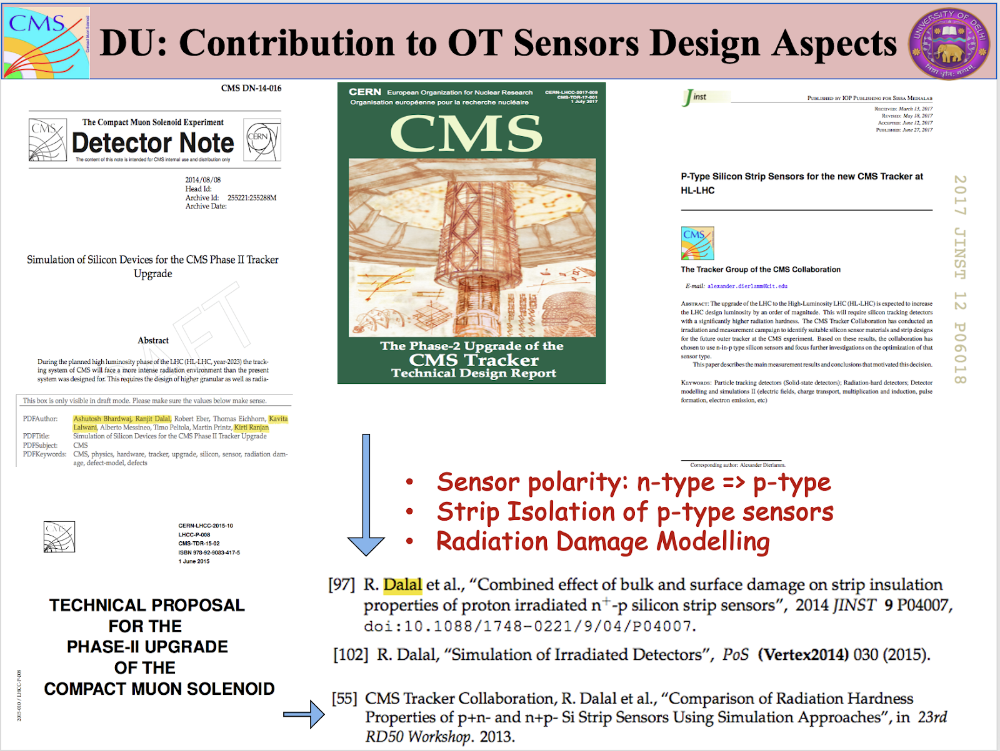 CMS
Compact Muon Solenoid
DU: Contribution to OT Sensors Design Aspects
UNIVERSITY OF DELHI
CMS DN-14-016
CMS
The Compact Muon Solenoid Experiment
Detector Note
The content of this note is intended for CMS internal use and distribution only
CERN
2014/08/08
Head Id:
Archive Id: 255221:255288M
Archive Date:
Simulation of Silicon Devices for the CMS Phase II Tracker
Upgrade
Abstract
During the planned high luminosity phase of the LHC (HL-LHC, year-2023) the track-
ing system of CMS will face a more intense radiation environment than the present
system was designed for. This requires the design of higher granular as well as radia-
This box is only visible in draft mode. Please make sure the values below make sense.
PDFAuthor: Ashutosh Bhardwaj, Ranjit Dalal, Robert Eber, Thomas Eichhorn, Kavita
Lalwani, Alberto Messineo, Timo Peltola, Martin Printz, Kirti Ranjan
PDFTitle: Simulation of Silicon Devices for the CMS Phase II Tracker Upgrade
PDFSubject: CMS
PDFKeywords: CMS, physics, hardware, tracker, upgrade, silicon, sensor, radiation dam-
age, defect-model, defects
CERN European Organization for Nuclear Research
Organisation européenne pour la recherche nucléaire
CERN-LHCC-2017-009
CMS-TDR-17-001
1 July 2017
CMS
The Phase-2 Upgrade of the
CMS Tracker
Technical Design Report
Jinst
PUBLISHED BY IOP PUBLISHING FOR SISSA MEDIALAB
RECEIVED: March 13, 2017
REVISED: May 18, 2017
ACCEPTED: June 12, 2017
PUBLISHED: June 27, 2017
P-Type Silicon Strip Sensors for the new CMS Tracker at
HL-LHC
CMS
The Tracker Group of the CMS Collaboration
E-mail: alexander.dierlamm@kit.edu
ABSTRACT: The upgrade of the LHC to the High-Luminosity LHC (HL-LHC) is expected to increase
the LHC design luminosity by an order of magnitude. This will require silicon tracking detectors
with a significantly higher radiation hardness. The CMS Tracker Collaboration has conducted an
irradiation and measurement campaign to identify suitable silicon sensor materials and strip designs
for the future outer tracker at the CMS experiment. Based on these results, the collaboration has
chosen to use n-in-p type silicon sensors and focus further investigations on the optimization of that
sensor type.
This paper describes the main measurement results and conclusions that motivated this decision.
KEYWORDS: Particle tracking detectors (Solid-state detectors); Radiation-hard detectors; Detector
modelling and simulations II (electric fields, charge transport, multiplication and induction, pulse
formation, electron emission, etc)
Corresponding author: Alexander Dierlamm.
2017 JINST 12 P06018
• Sensor polarity: n-type => p-type
• Strip Isolation of p-type sensors
• Radiation Damage Modelling
CMS
CERN-LHCC-2015-10
LHCC-P-008
CMS-TDR-15-02
ISBN 978-92-9083-417-5
1 June 2015
TECHNICAL PROPOSAL
FOR THE
PHASE-II UPGRADE
OF THE
COMPACT MUON SOLENOID
2015-010 / LHCC-P-008
[97] R. Dalal et al., “Combined effect of bulk and surface damage on strip insulation
properties of proton irradiated n⁺-p silicon strip sensors”, 2014 JINST 9 P04007,
doi:10.1088/1748-0221/9/04/P04007.
[102] R. Dalal, “Simulation of Irradiated Detectors”, PoS (Vertex2014) 030 (2015).
[55] CMS Tracker Collaboration, R. Dalal et al., “Comparison of Radiation Hardness
Properties of p+n- and n+p- Si Strip Sensors Using Simulation Approaches”, in 23rd
RD50 Workshop. 2013.